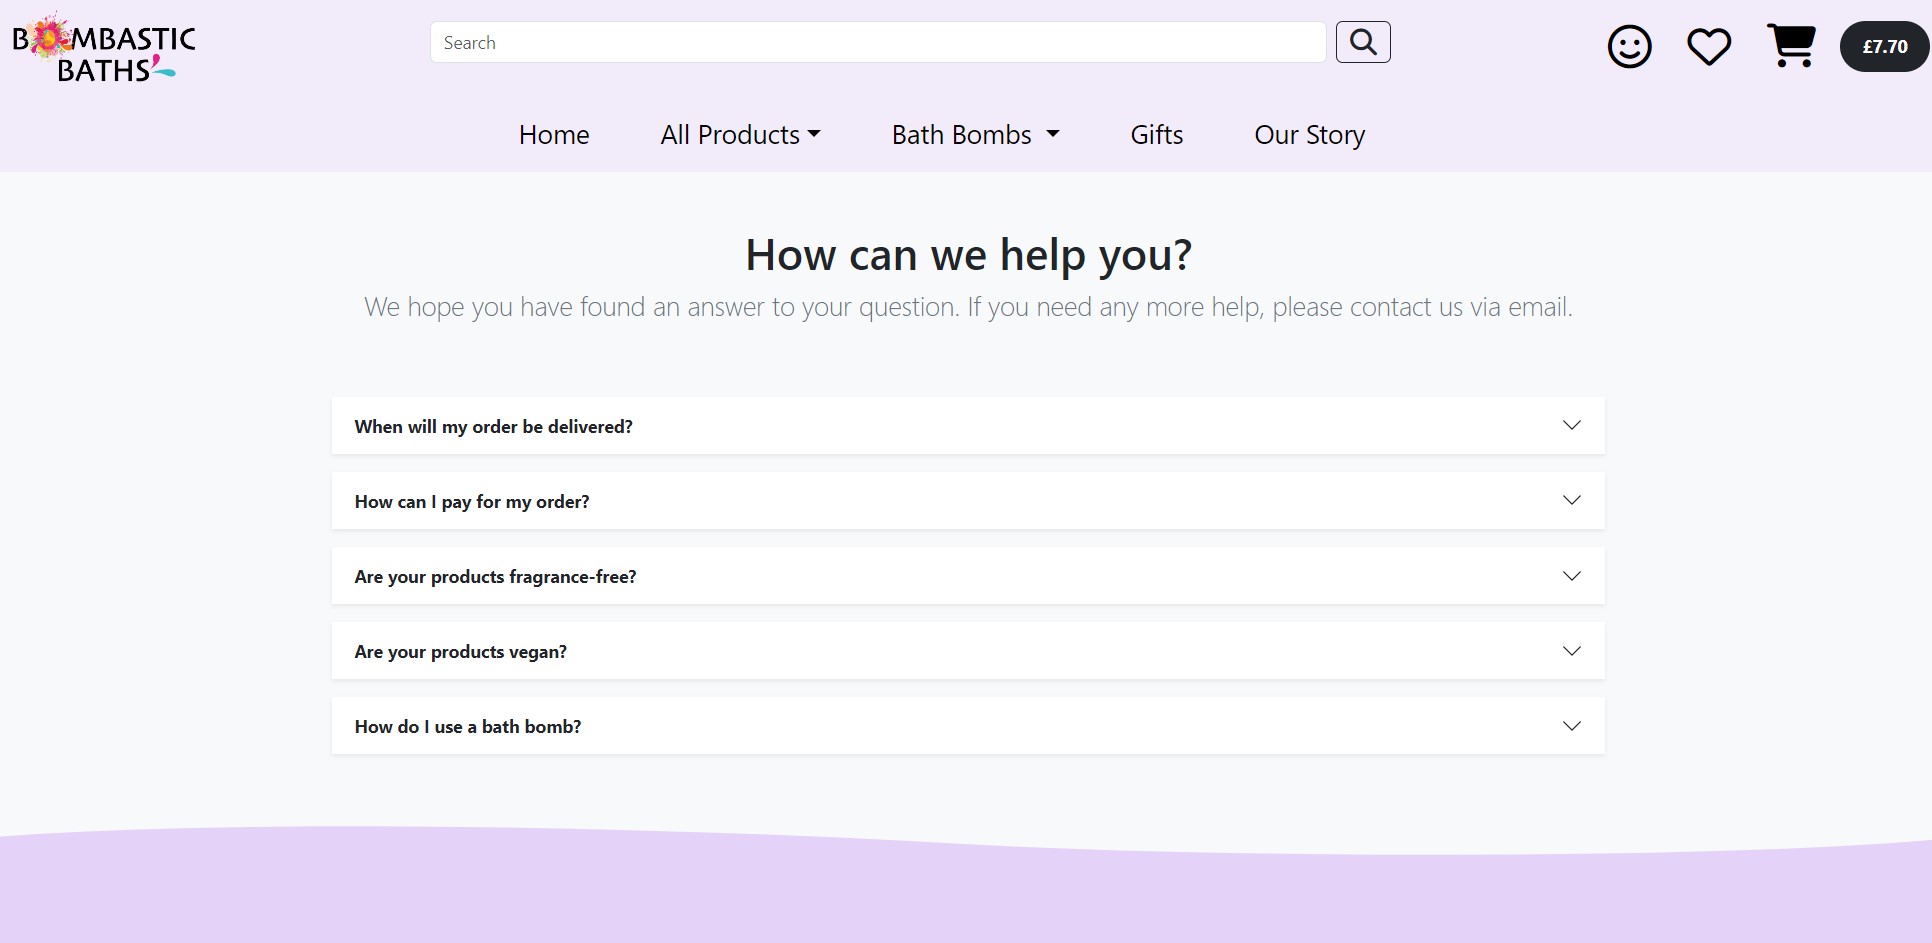 BOMBASTIC
BATHS
Search
£7.70
Home All Products Bath Bombs Gifts Our Story
How can we help you?
We hope you have found an answer to your question. If you need any more help, please contact us via email.
When will my order be delivered?
How can I pay for my order?
Are your products fragrance-free?
Are your products vegan?
How do I use a bath bomb?